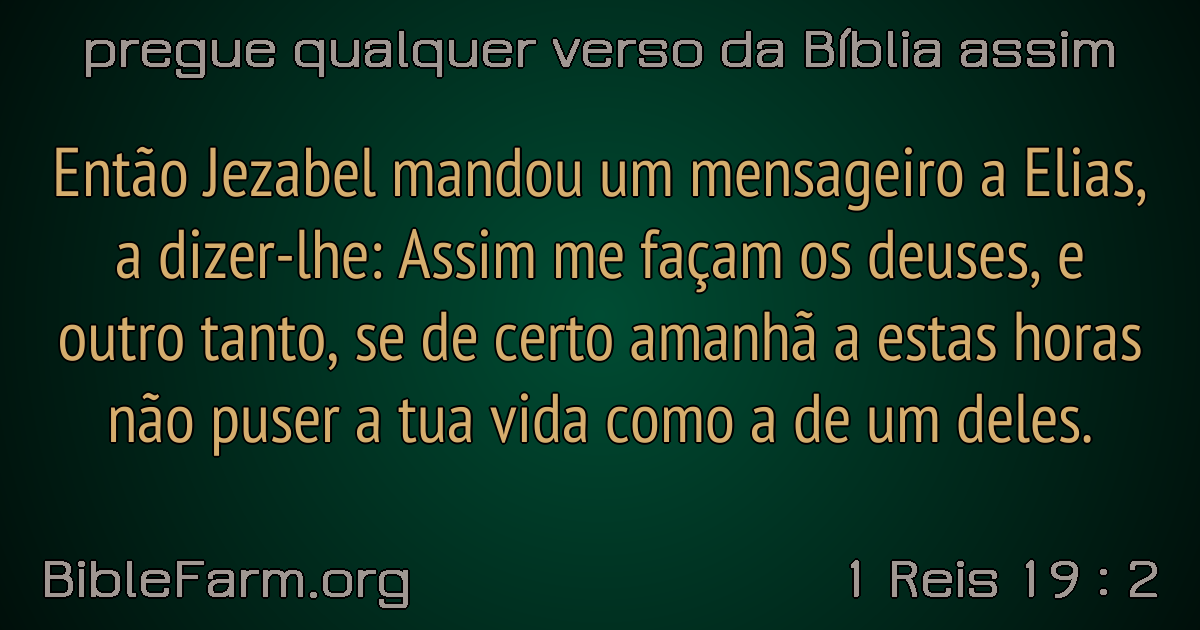 pregue qualquer verso da Bíblia assim
Então Jezabel mandou um mensageiro a Elias,
a dizer-lhe: Assim me façam os deuses, e
outro tanto, se de certo amanhã a estas horas
não puser a tua vida como a de um deles.
BibleFarm.org
1 Reis 19 : 2